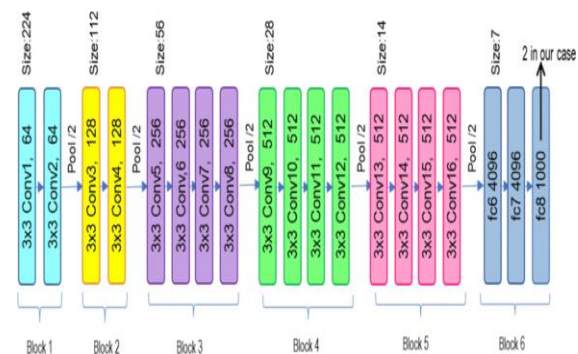 Size:224
Size:112
Size:56
Size:28
Size:14
Size:7
2 in our case
3x3 Conv1, 64
3x3 Conv2, 64
Pool /2
3x3 Conv3, 128
3x3 Conv4, 128
Pool /2
3x3 Conv5, 256
3x3 Conv,6 256
3x3 Conv7, 256
3x3 Conv8, 256
Pool /2
3x3 Conv9, 512
3x3 Conv10, 512
3x3 Conv11, 512
3x3 Conv12, 512
Pool /2
3x3 Conv13, 512
3x3 Conv14, 512
3x3 Conv15, 512
3x3 Conv16, 512
Pool /2
fc6 4096
fc7 4096
fc8 1000
Block 1
Block 2
Block 3
Block 4
Block 5
Block 6